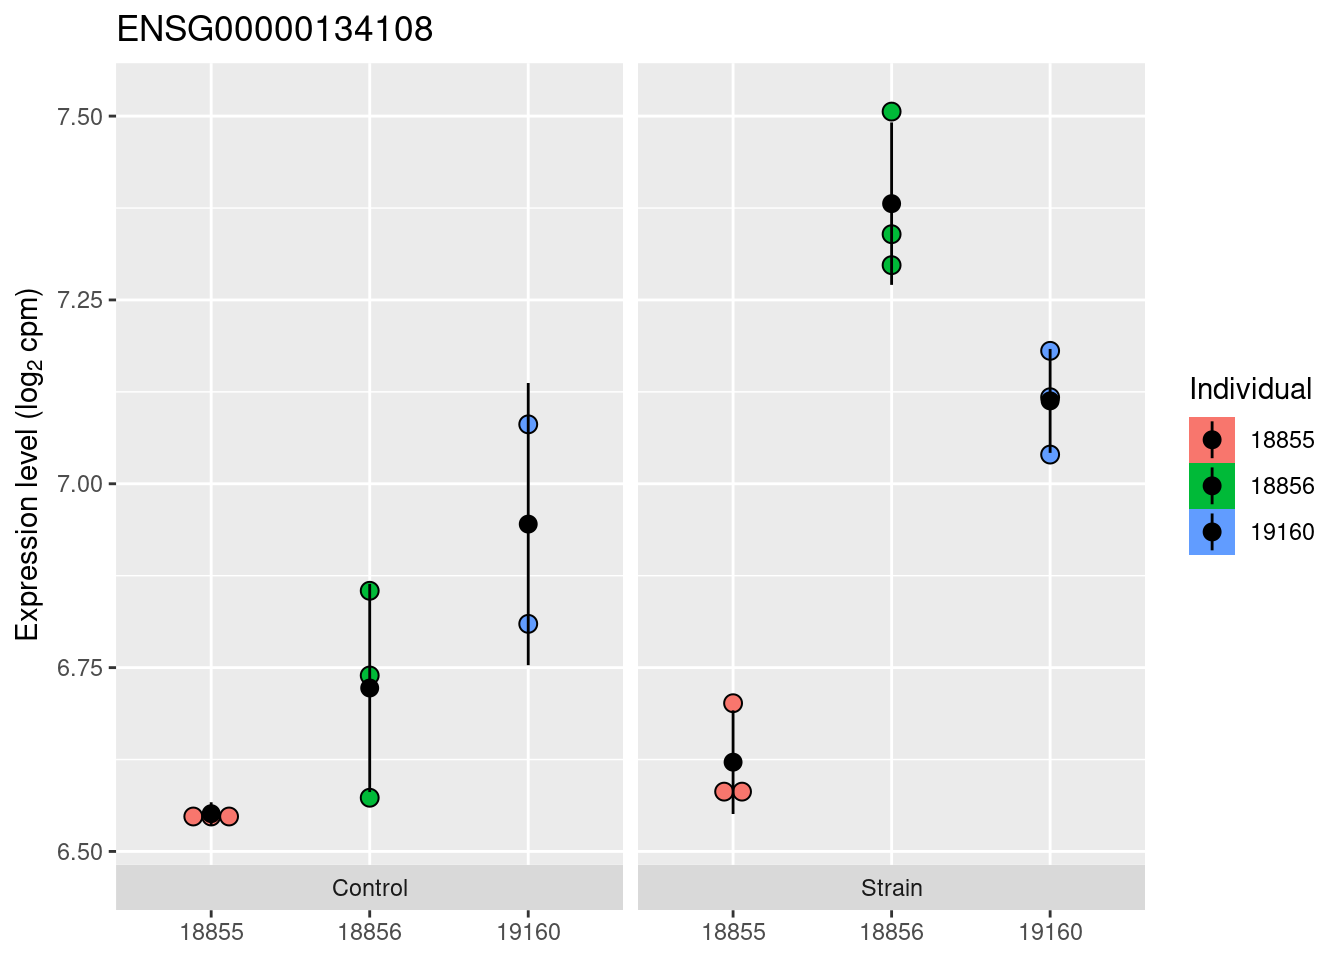 ENSG00000134108
Expression level (log₂ cpm)
7.50
7.25
7.00
6.75
6.50
Control
Strain
18855
18856
19160
18855
18856
19160
Individual
18855
18856
19160